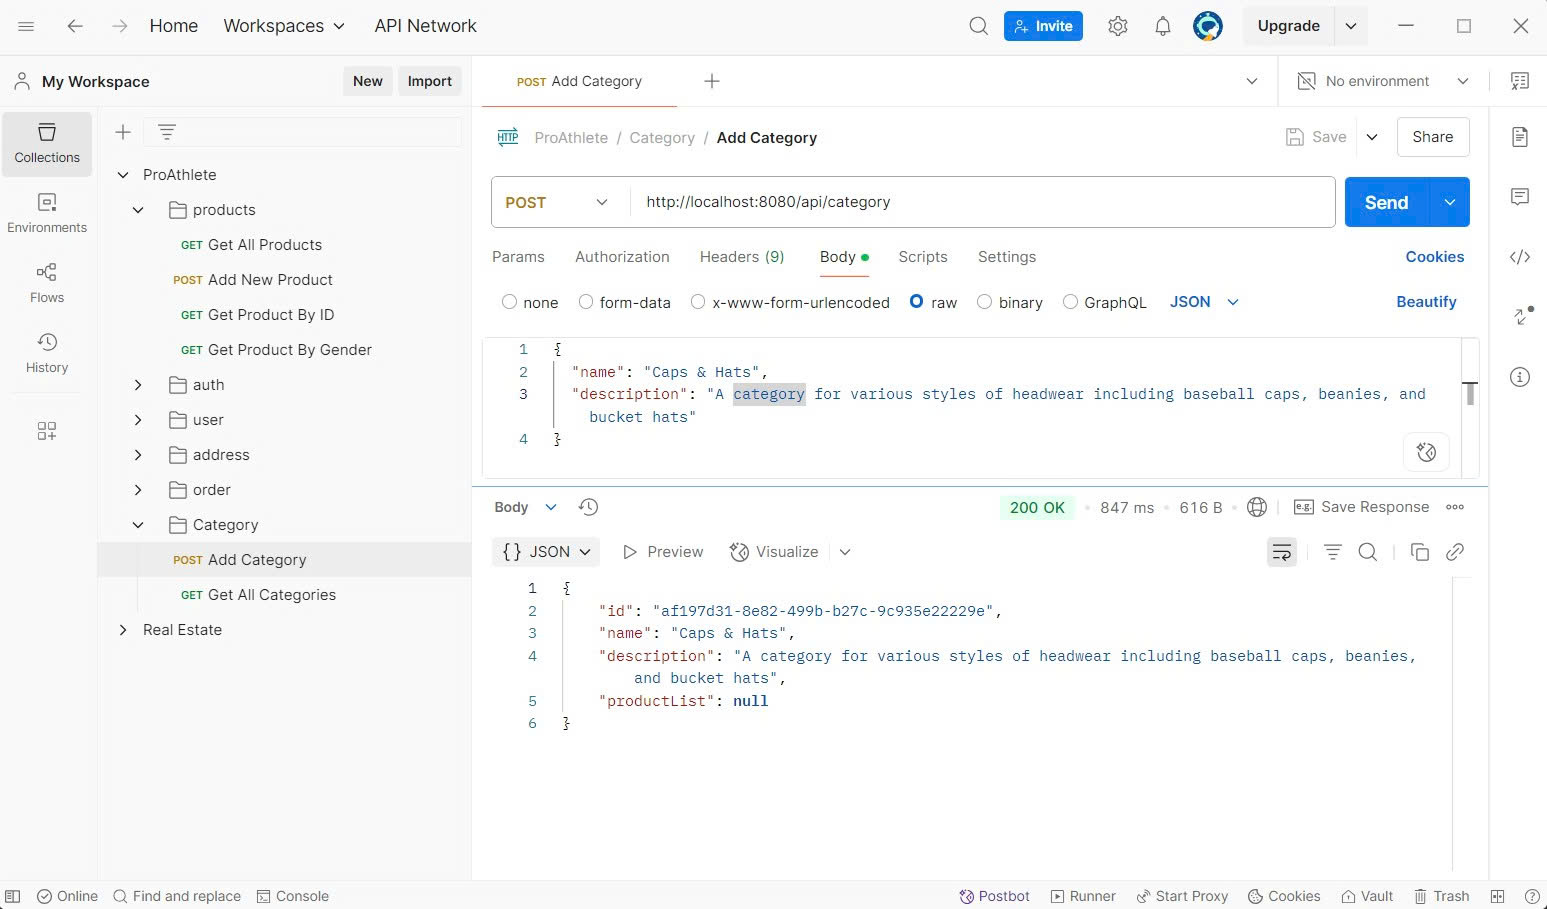 Home Workspaces API Network Invite Upgrade
My Workspace New Import POST Add Category No environment
Collections
Environments
Flows
History
ProAthlete
products
GET Get All Products
POST Add New Product
GET Get Product By ID
GET Get Product By Gender
auth
user
address
order
Category
POST Add Category
GET Get All Categories
Real Estate
HTTP ProAthlete / Category / Add Category Save Share
POST http://localhost:8080/api/category Send
Params Authorization Headers (9) Body Scripts Settings Cookies
none form-data x-www-form-urlencoded raw binary GraphQL JSON Beautify
1 {
2 "name": "Caps & Hats",
3 "description": "A category for various styles of headwear including baseball caps, beanies, and
bucket hats"
4 }
Body 200 OK 847 ms 616 B e.g. Save Response
{} JSON Preview Visualize
1 {
2 "id": "af197d31-8e82-499b-b27c-9c935e22229e",
3 "name": "Caps & Hats",
4 "description": "A category for various styles of headwear including baseball caps, beanies,
and bucket hats",
5 "productList": null
6 }
Online Find and replace Console Postbot Runner Start Proxy Cookies Vault Trash